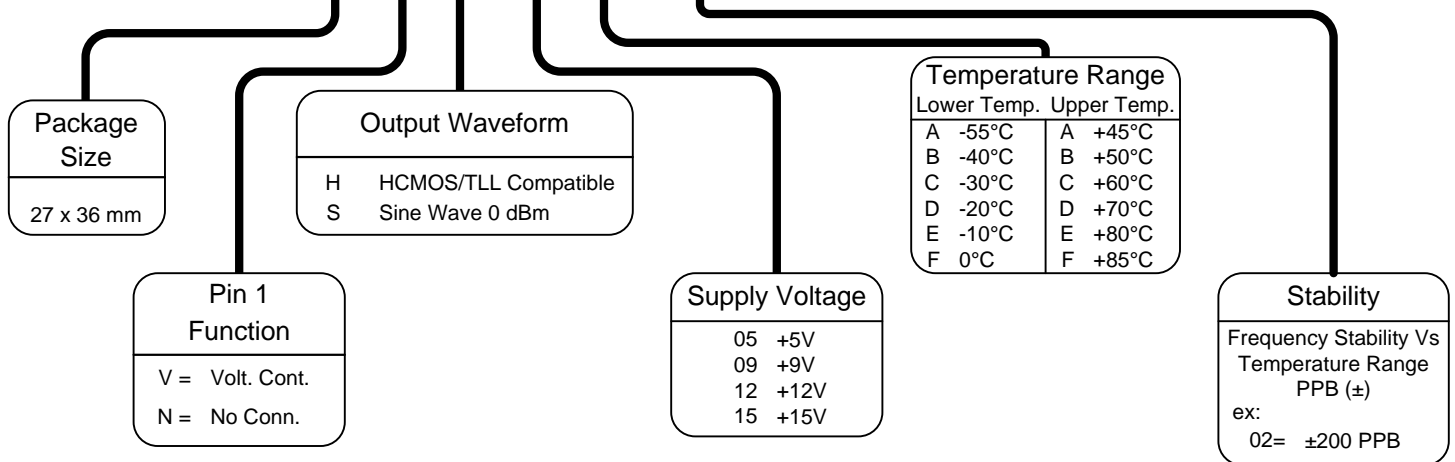 Package
Size
27 x 36 mm
Pin 1
Function
V = Volt. Cont.
N = No Conn.
Output Waveform
H HCMOS/TLL Compatible
S Sine Wave 0 dBm
Supply Voltage
05 +5V
09 +9V
12 +12V
15 +15V
Temperature Range
Lower Temp. Upper Temp.
A -55°C A +45°C
B -40°C B +50°C
C -30°C C +60°C
D -20°C D +70°C
E -10°C E +80°C
F 0°C F +85°C
Stability
Frequency Stability Vs
Temperature Range
PPB (±)
ex:
02= ±200 PPB